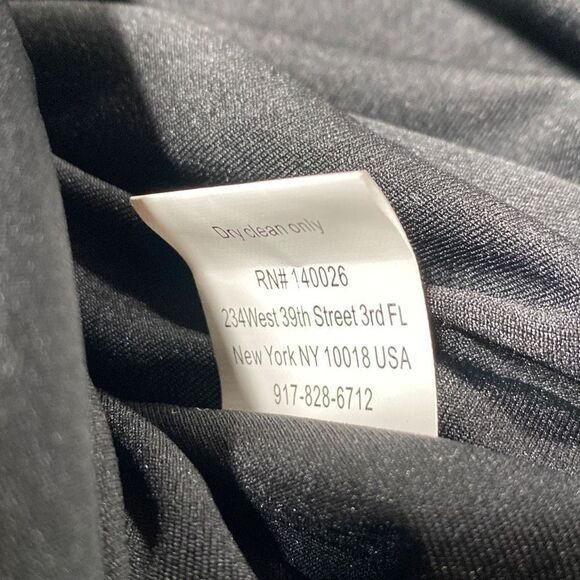 Dry clean only
RN# 140026
234West 39th Street 3rd FL
New York NY 10018 USA
917-828-6712